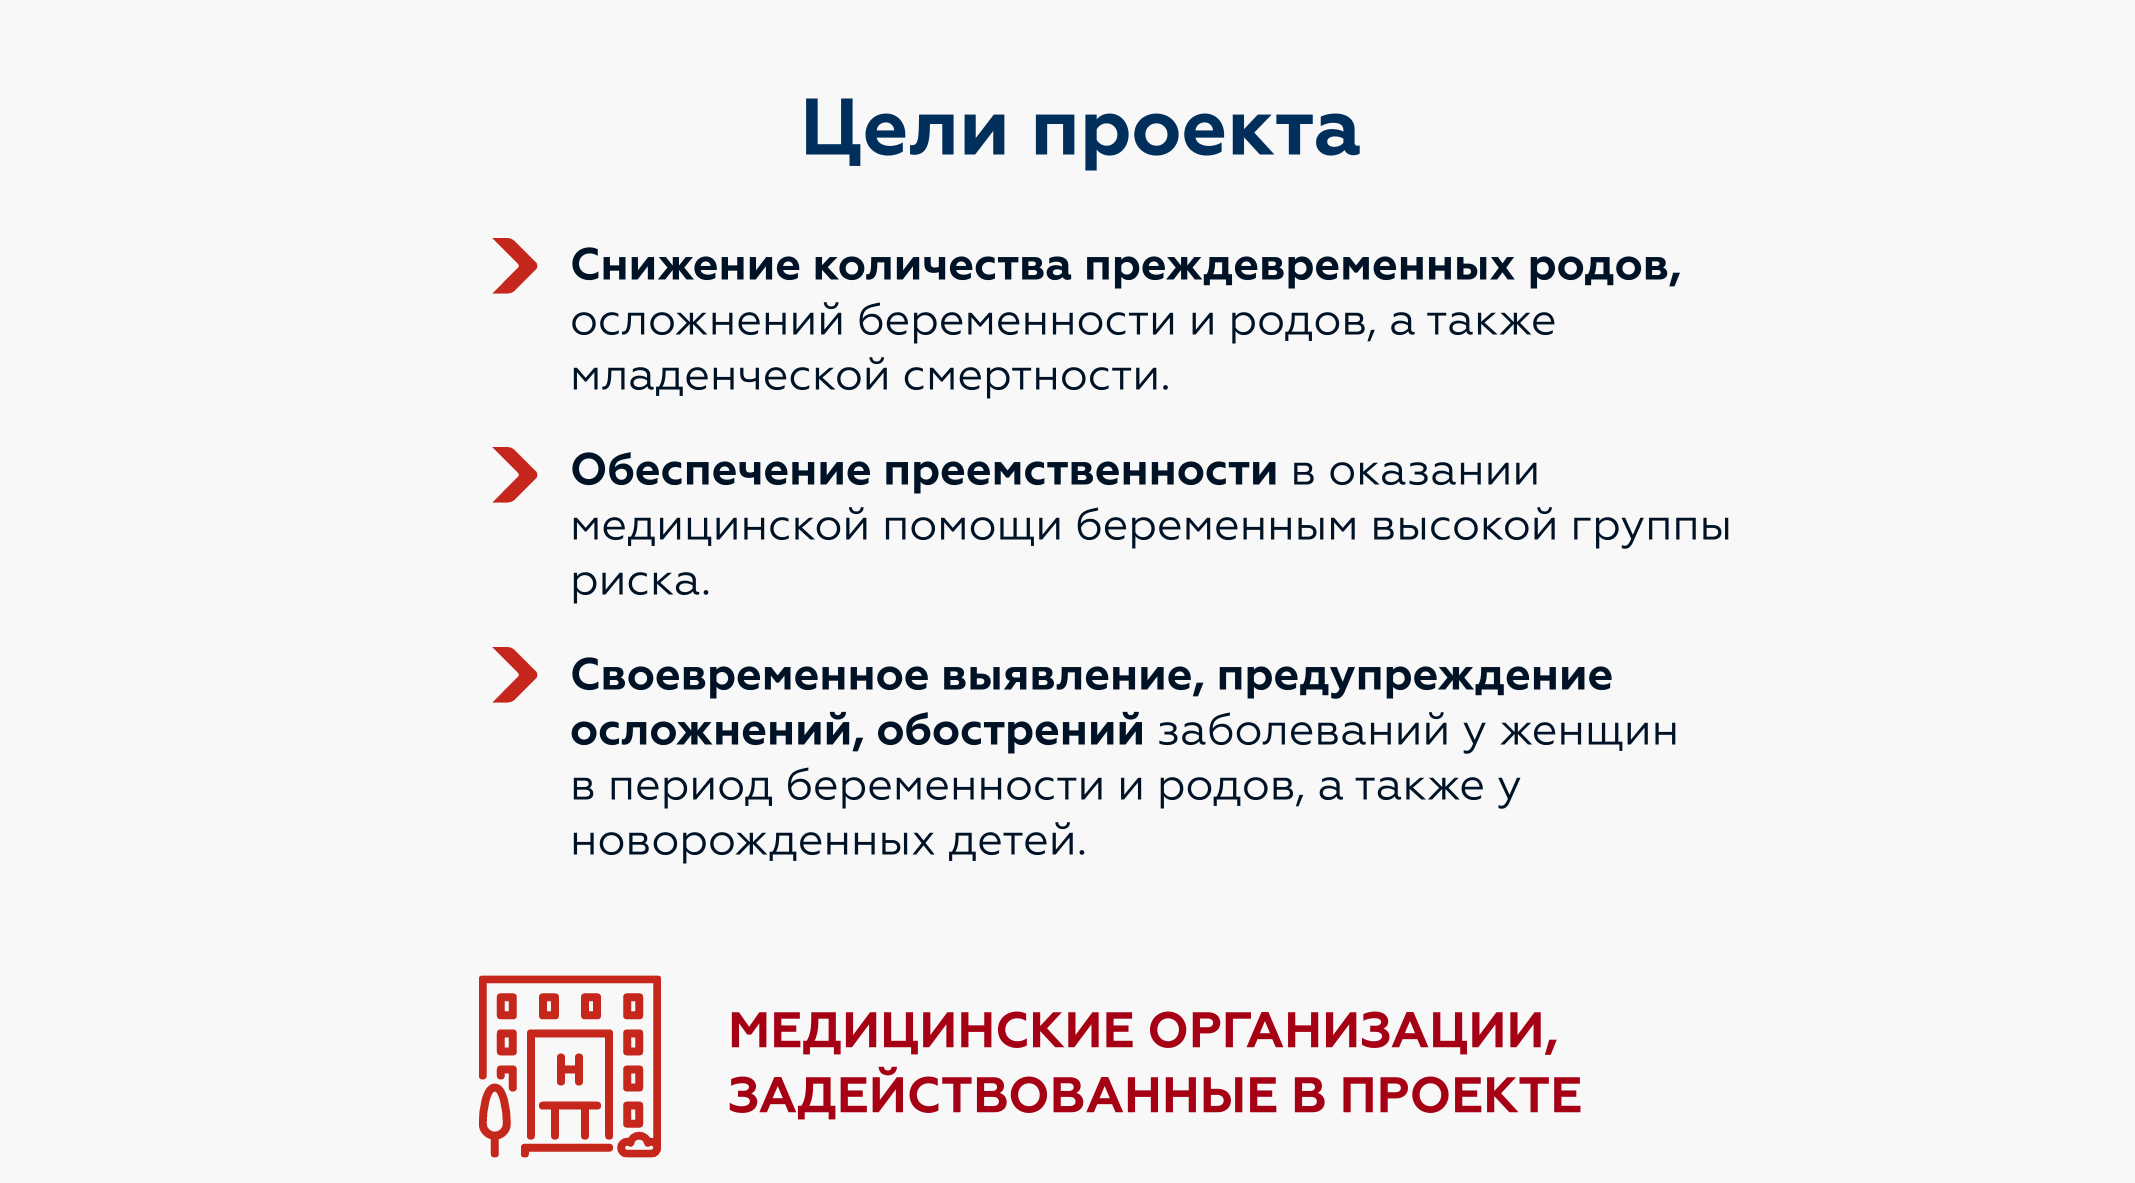 Цели проекта
Снижение количества преждевременных родов,
осложнений беременности и родов, а также
младенческой смертности.
Обеспечение преемственности в оказании
медицинской помощи беременным высокой группы
риска.
Своевременное выявление, предупреждение
осложнений, обострений заболеваний у женщин
в период беременности и родов, а также у
новорожденных детей.
H
МЕДИЦИНСКИЕ ОРГАНИЗАЦИИ,
ЗАДЕЙСТВОВАННЫЕ В ПРОЕКТЕ